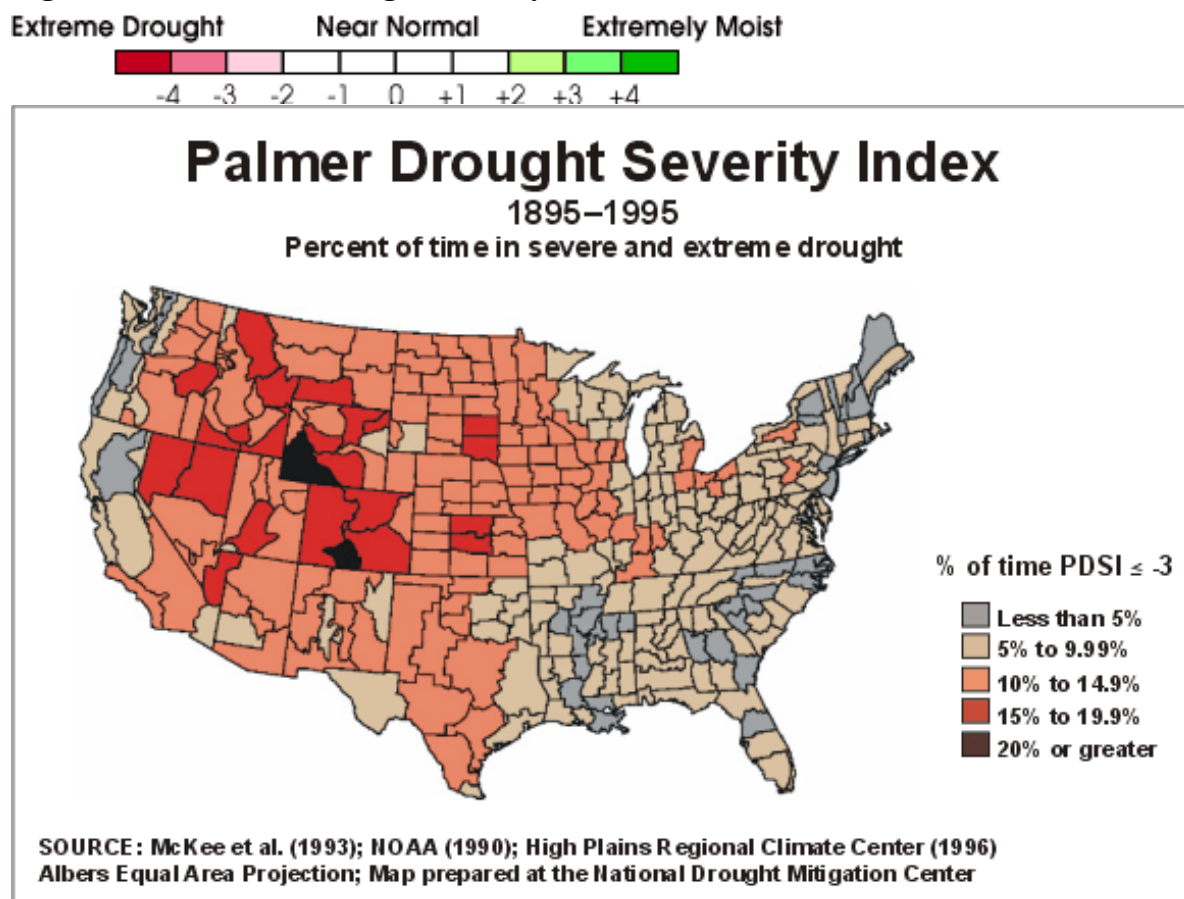 Extreme Drought Near Normal Extremely Moist
-4 -3 -2 -1 0 +1 +2 +3 +4
Palmer Drought Severity Index
1895–1995
Percent of time in severe and extreme drought
% of time PDSI ≤ -3
Less than 5%
5% to 9.99%
10% to 14.9%
15% to 19.9%
20% or greater
SOURCE: McKee et al. (1993); NOAA (1990); High Plains Regional Climate Center (1996)
Albers Equal Area Projection; Map prepared at the National Drought Mitigation Center